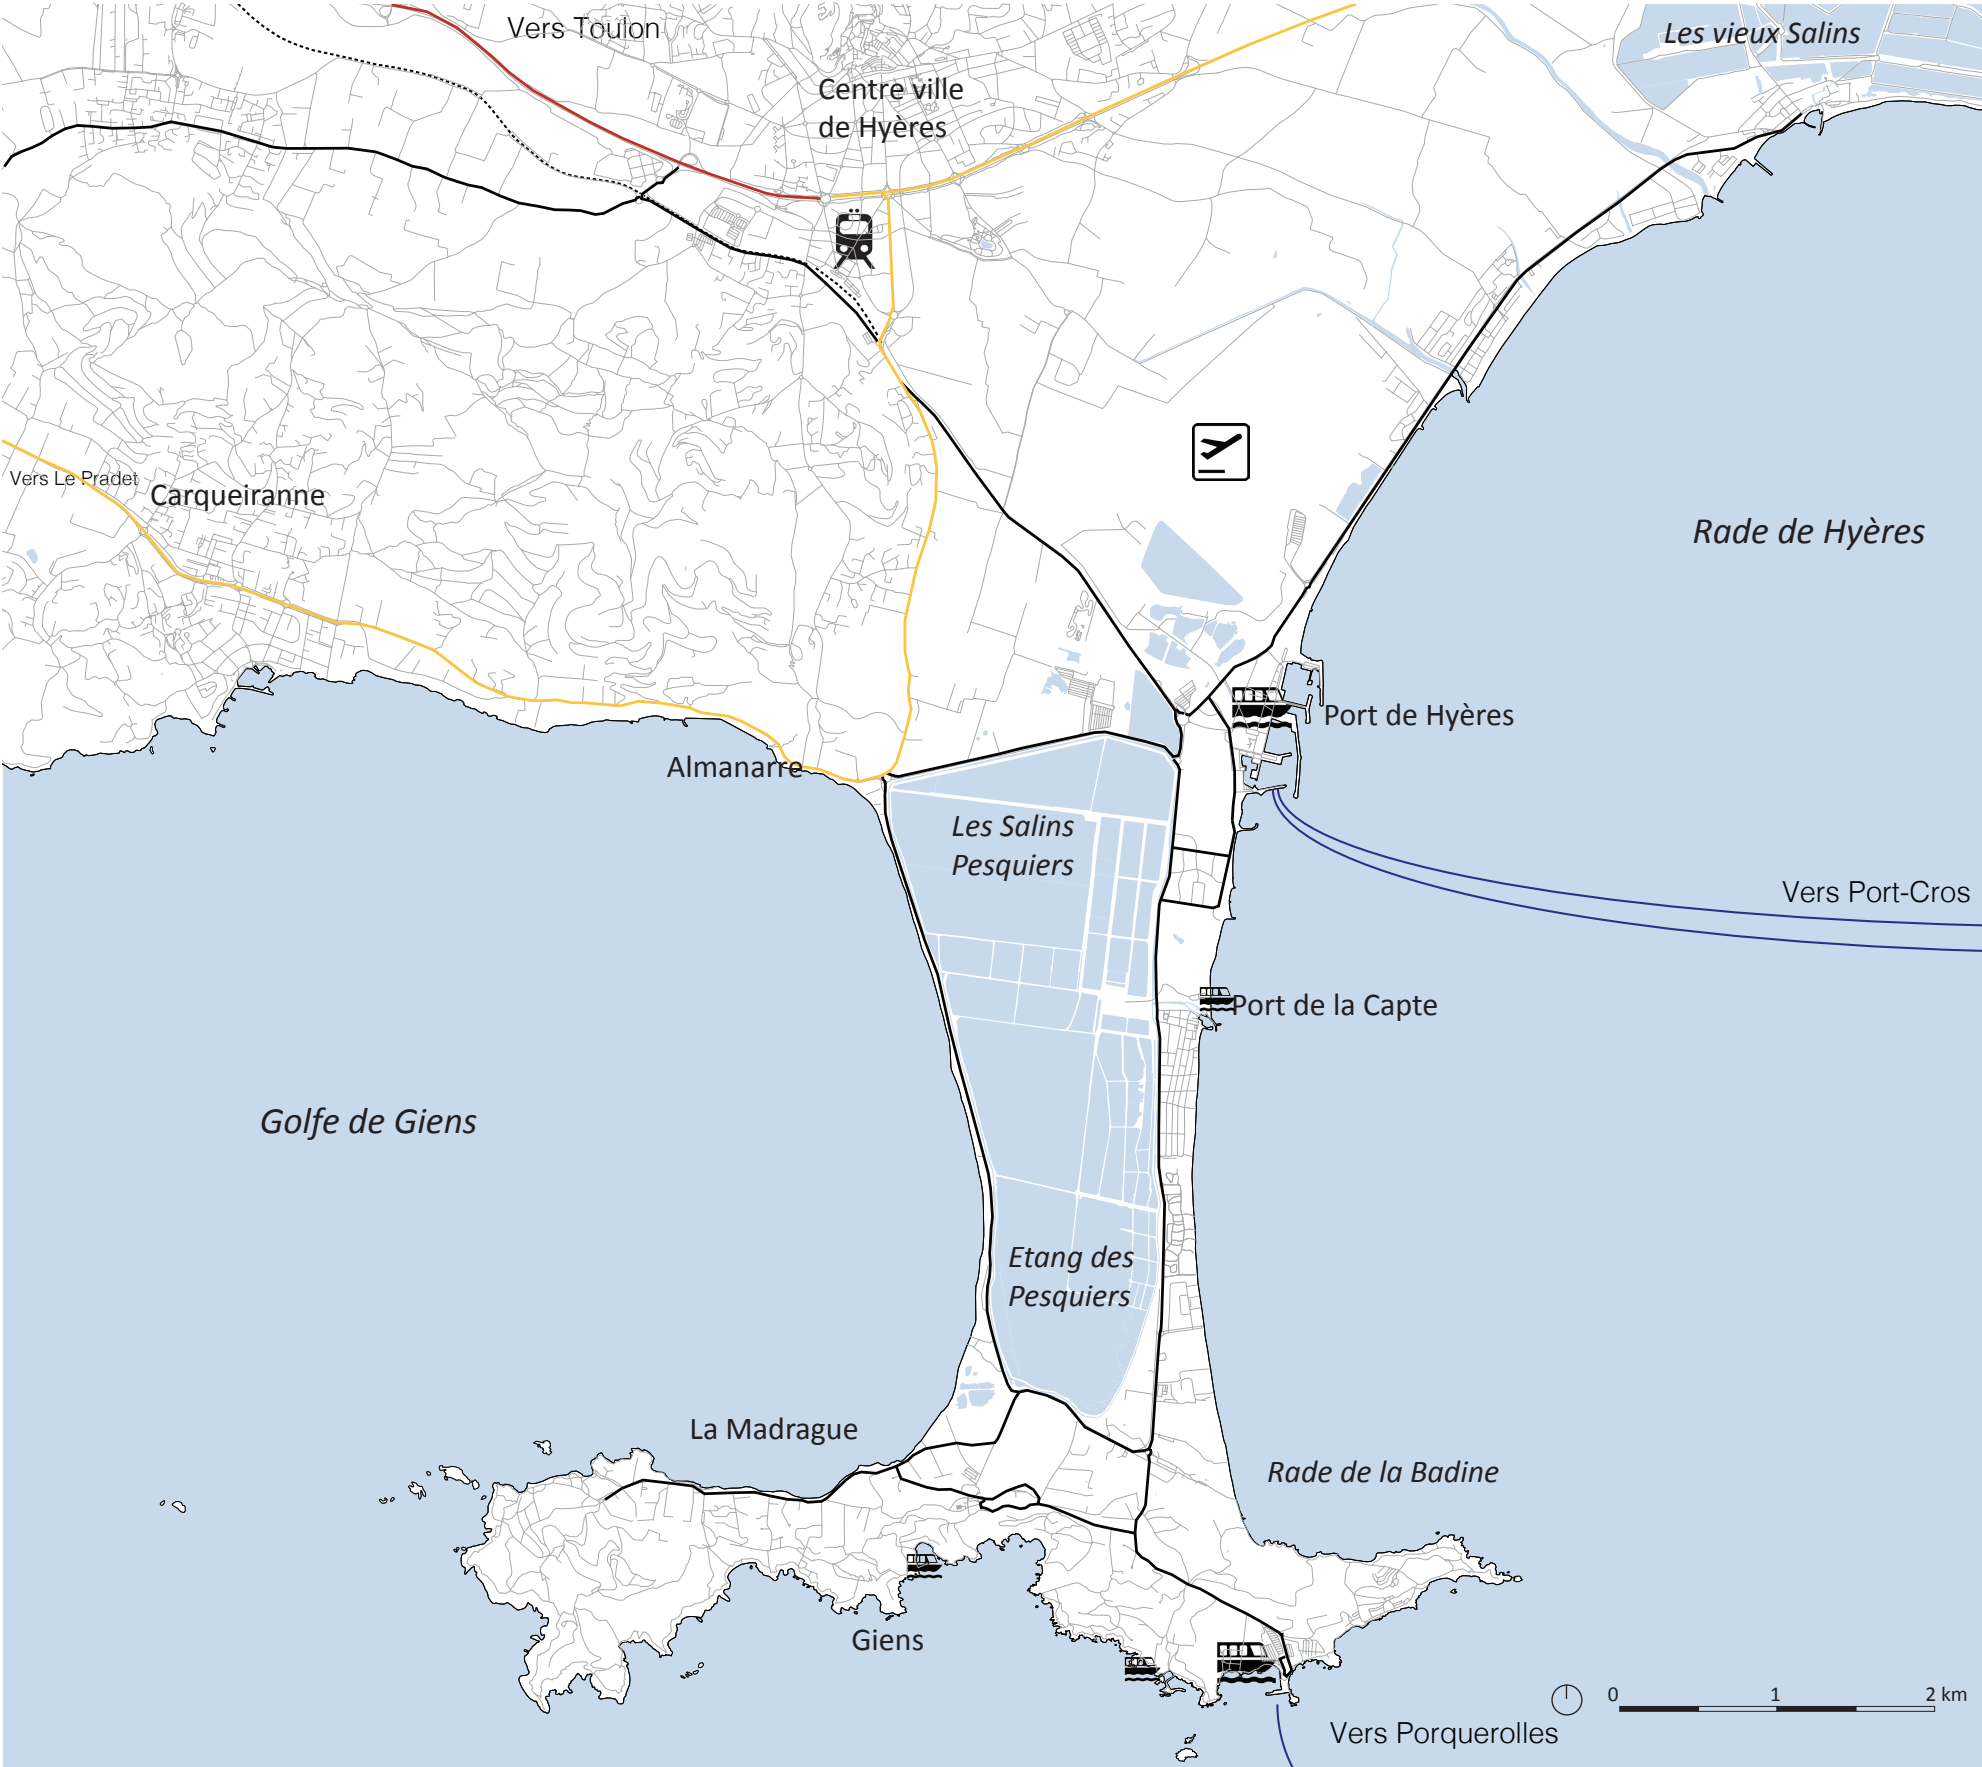 Vers Toulon
Les vieux Salins
Centre ville
de Hyères
Vers Le Pradet
Carqueiranne
Rade de Hyères
Port de Hyères
Almanarre
Les Salins
Pesquiers
Vers Port-Cros
Port de la Capte
Golfe de Giens
Etang des
Pesquiers
La Madrague
Rade de la Badine
Giens
0 1 2 km
Vers Porquerolles